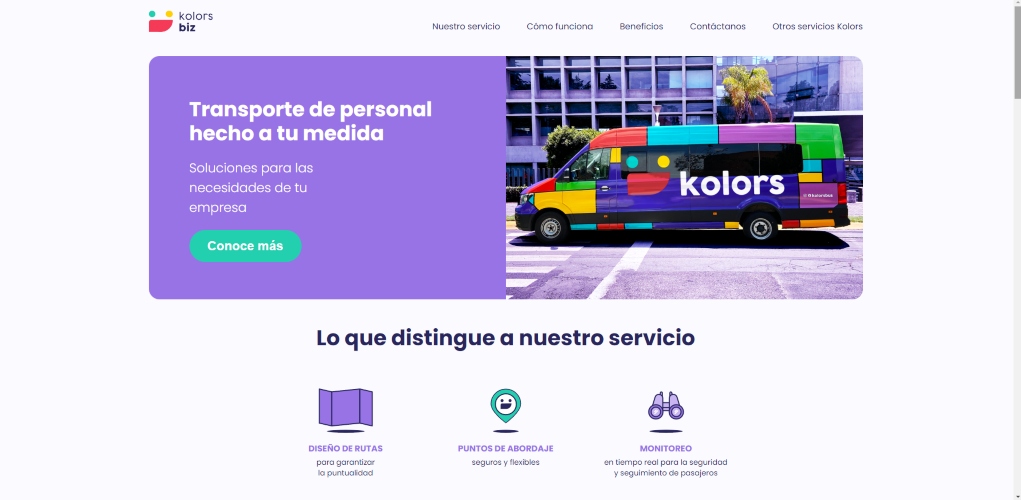 kolors
biz
Nuestro servicio
Cómo funciona
Beneficios
Contáctanos
Otros servicios Kolors
Transporte de personal
hecho a tu medida
Soluciones para las
necesidades de tu
empresa
Conoce más
kolors
Lo que distingue a nuestro servicio
DISEÑO DE RUTAS
para garantizar
la puntualidad
PUNTOS DE ABORDAJE
seguros y flexibles
MONITOREO
en tiempo real para la seguridad
y seguimiento de pasajeros